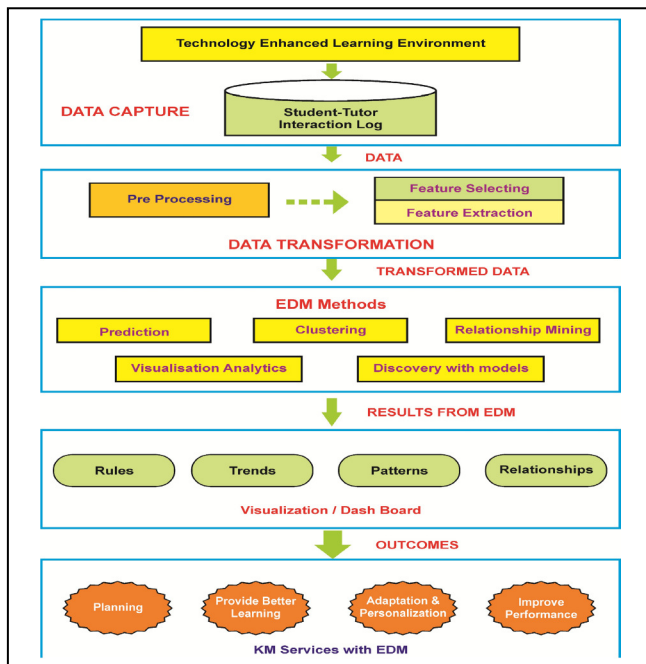 Technology Enhanced Learning Environment
Student-Tutor
Interaction Log
DATA CAPTURE
DATA
Pre Processing
Feature Selecting
Feature Extraction
DATA TRANSFORMATION
TRANSFORMED DATA
EDM Methods
Prediction
Clustering
Relationship Mining
Visualisation Analytics
Discovery with models
RESULTS FROM EDM
Rules
Trends
Patterns
Relationships
Visualization / Dash Board
OUTCOMES
Planning
Provide Better
Learning
Adaptation &
Personalization
Improve
Performance
KM Services with EDM